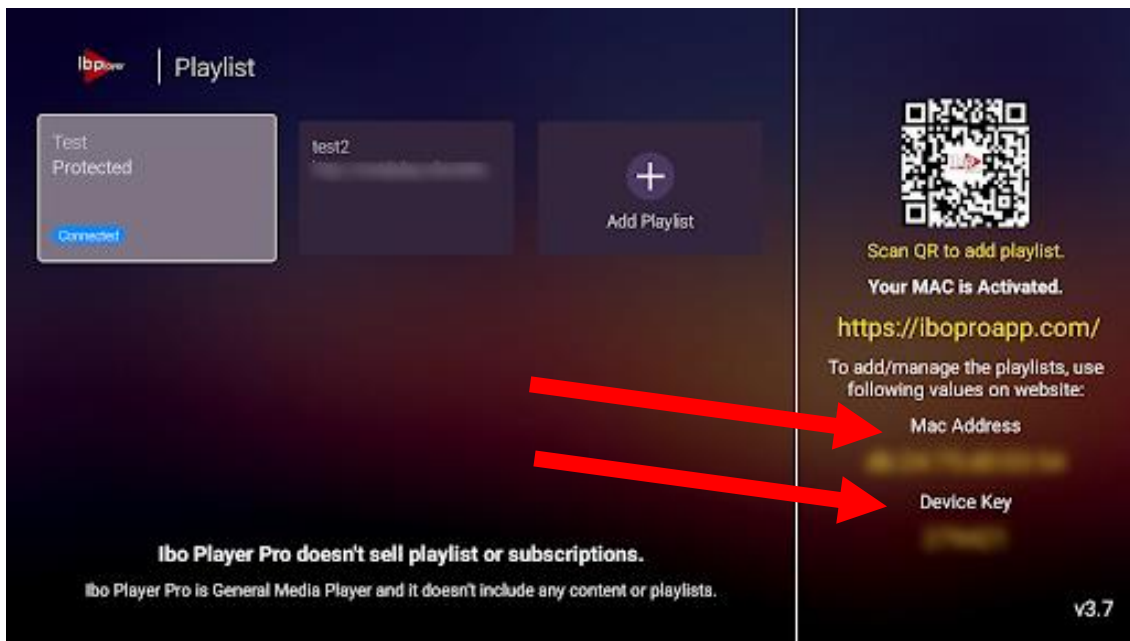 Ibplayer
Playlist
Test
Protected
Connected
test2
Add Playlist
Scan QR to add playlist.
Your MAC is Activated.
https://iboproapp.com/
To add/manage the playlists, use
following values on website:
Mac Address
Device Key
Ibo Player Pro doesn't sell playlist or subscriptions.
Ibo Player Pro is General Media Player and it doesn't include any content or playlists.
v3.7